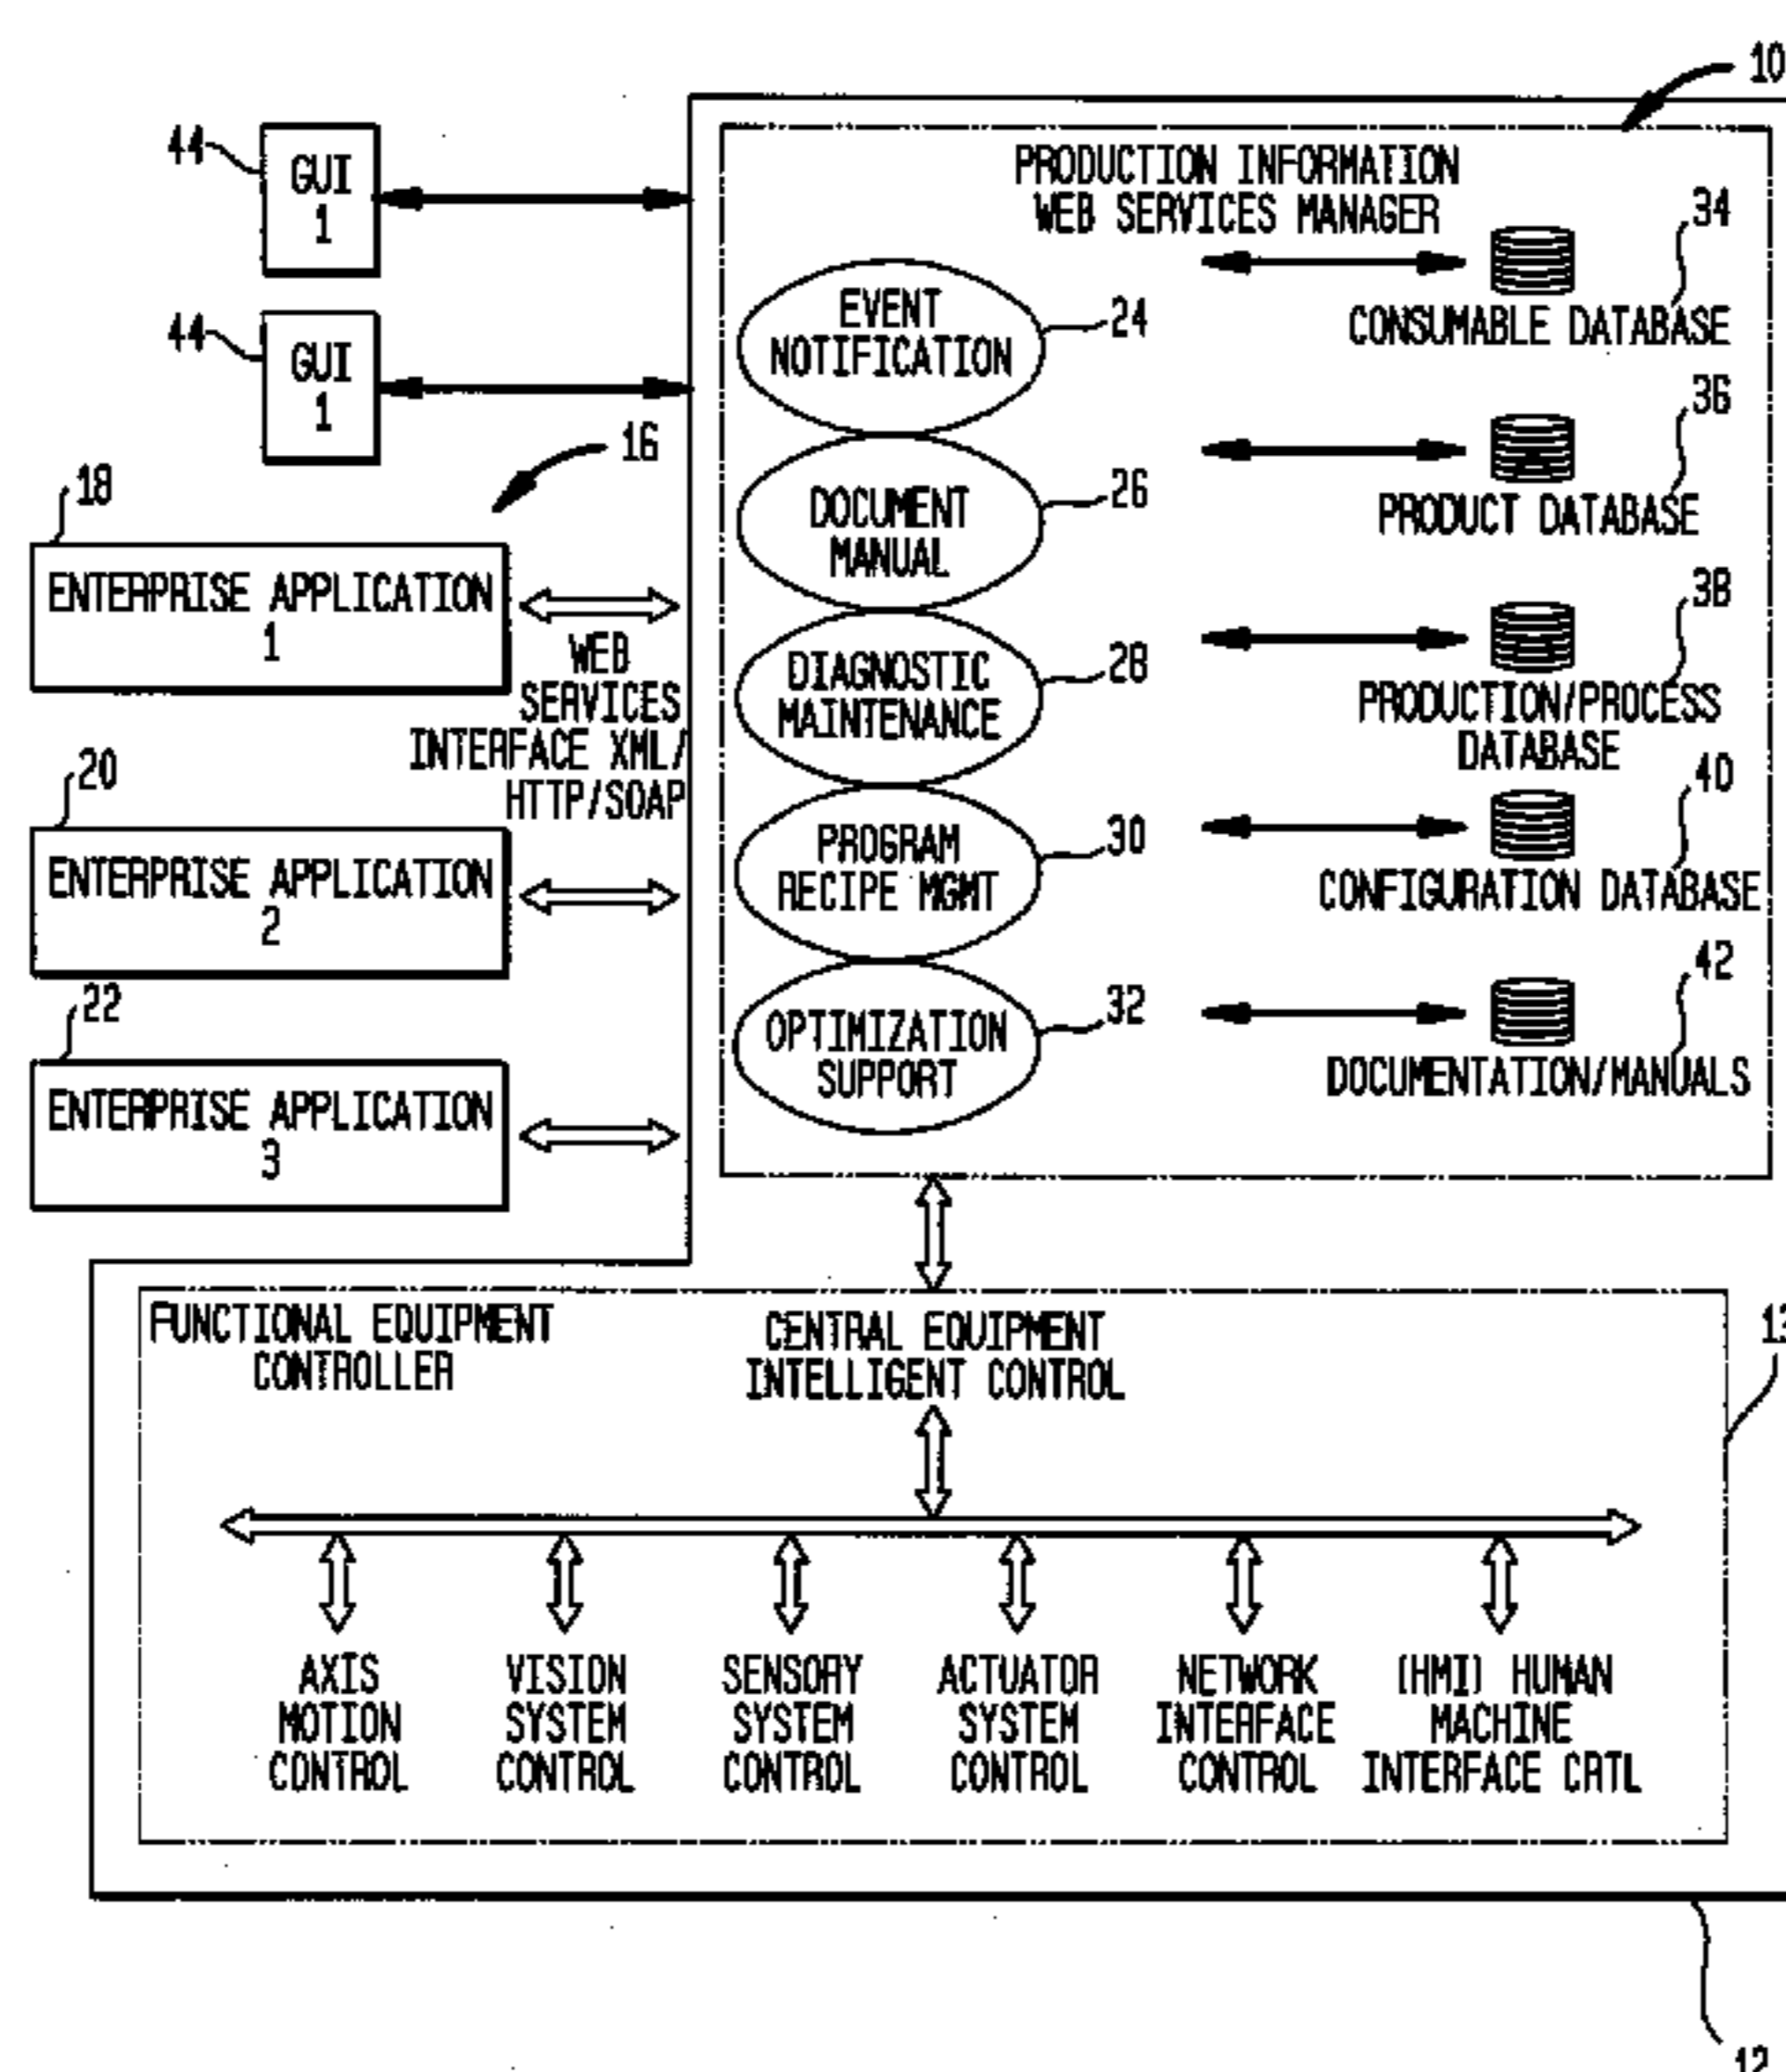 10
44
GUI
1
44
GUI
1
16
18
ENTERPRISE APPLICATION
1
WEB
SERVICES
INTERFACE XML/
HTTP/SOAP
20
ENTERPRISE APPLICATION
2
22
ENTERPRISE APPLICATION
3
PRODUCTION INFORMATION
WEB SERVICES MANAGER
EVENT
NOTIFICATION
24
DOCUMENT
MANUAL
26
DIAGNOSTIC
MAINTENANCE
28
PROGRAM
RECIPE MGMT
30
OPTIMIZATION
SUPPORT
32
34
CONSUMABLE DATABASE
36
PRODUCT DATABASE
38
PRODUCTION/PROCESS
DATABASE
40
CONFIGURATION DATABASE
42
DOCUMENTATION/MANUALS
FUNCTIONAL EQUIPMENT
CONTROLLER
CENTRAL EQUIPMENT
INTELLIGENT CONTROL
13
AXIS
MOTION
CONTROL
VISION
SYSTEM
CONTROL
SENSORY
SYSTEM
CONTROL
ACTUATOR
SYSTEM
CONTROL
NETWORK
INTERFACE
CONTROL
(HMI) HUMAN
MACHINE
INTERFACE CRTL
12